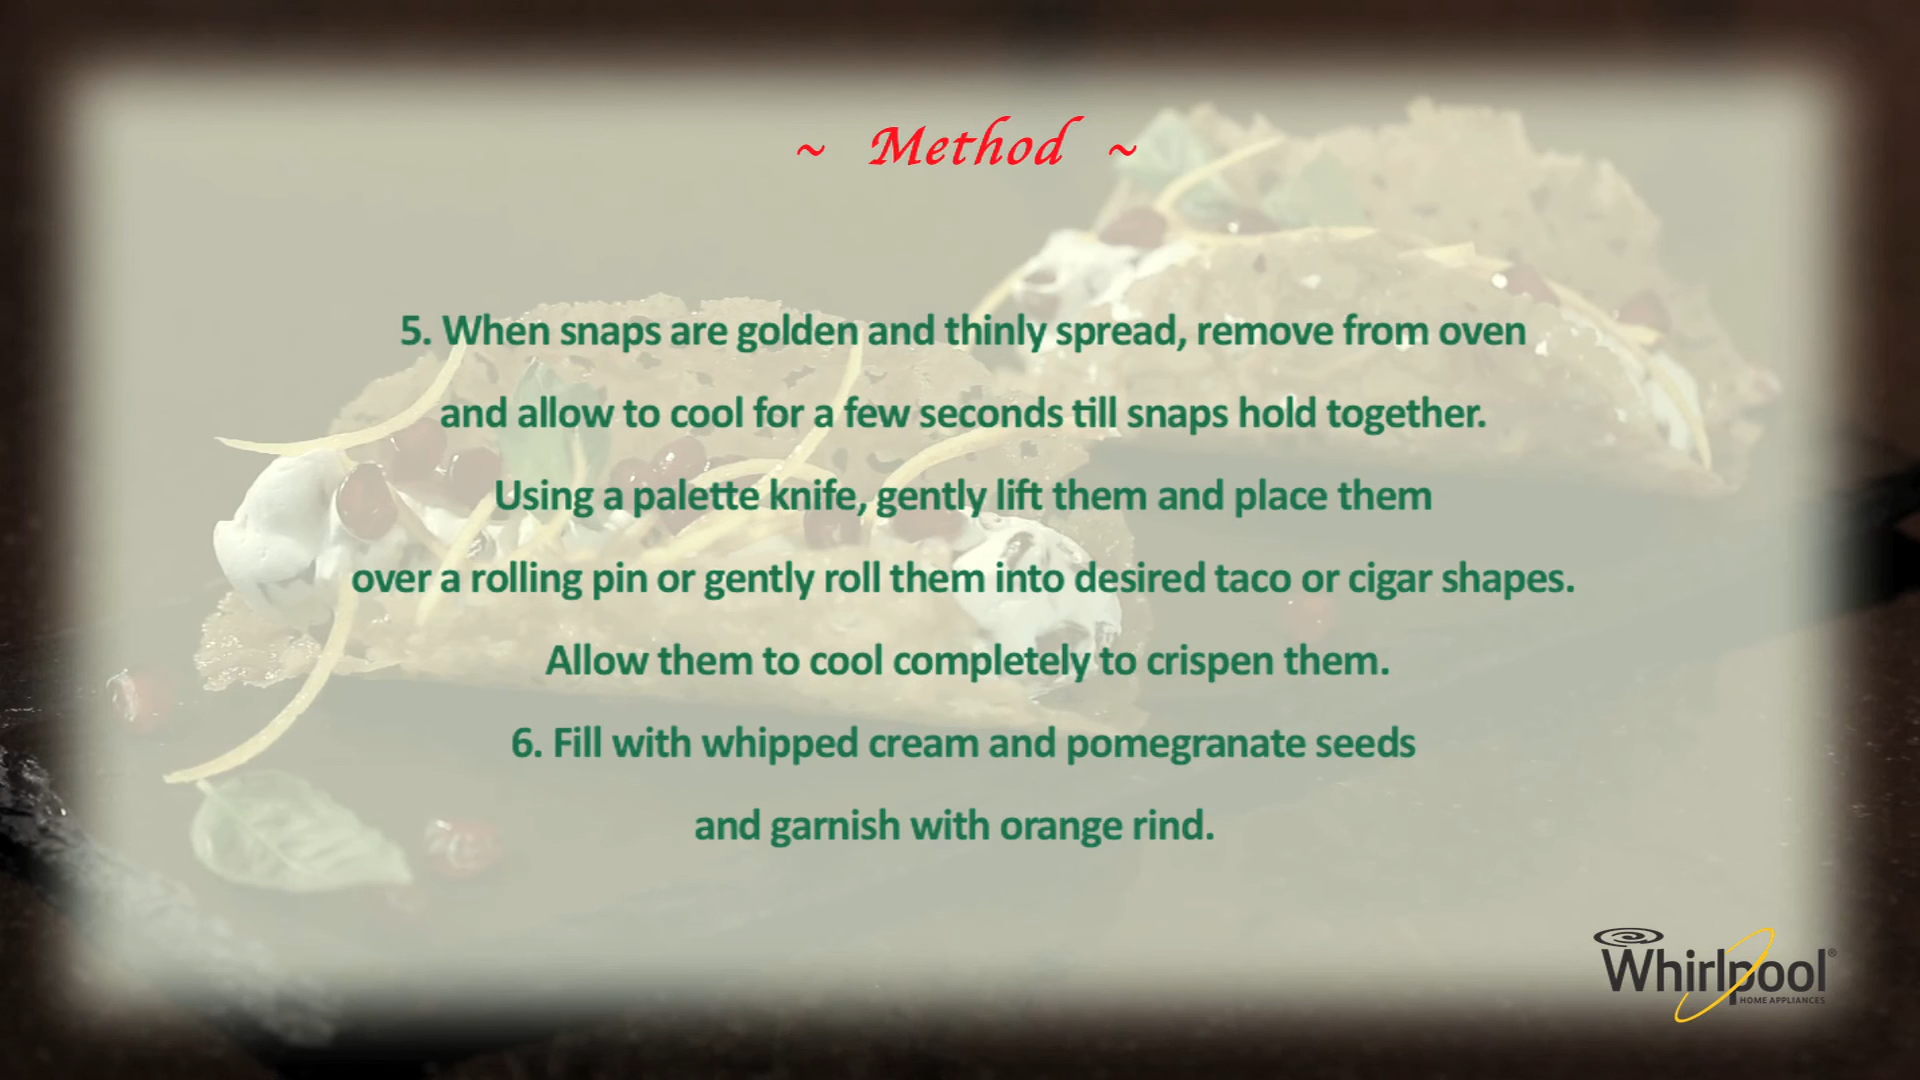 ~ Method ~
5. When snaps are golden and thinly spread, remove from oven
and allow to cool for a few seconds till snaps hold together.
Using a palette knife, gently lift them and place them
over a rolling pin or gently roll them into desired taco or cigar shapes.
Allow them to cool completely to crispen them.
6. Fill with whipped cream and pomegranate seeds
and garnish with orange rind.
Whirlpool®
HOME APPLIANCES